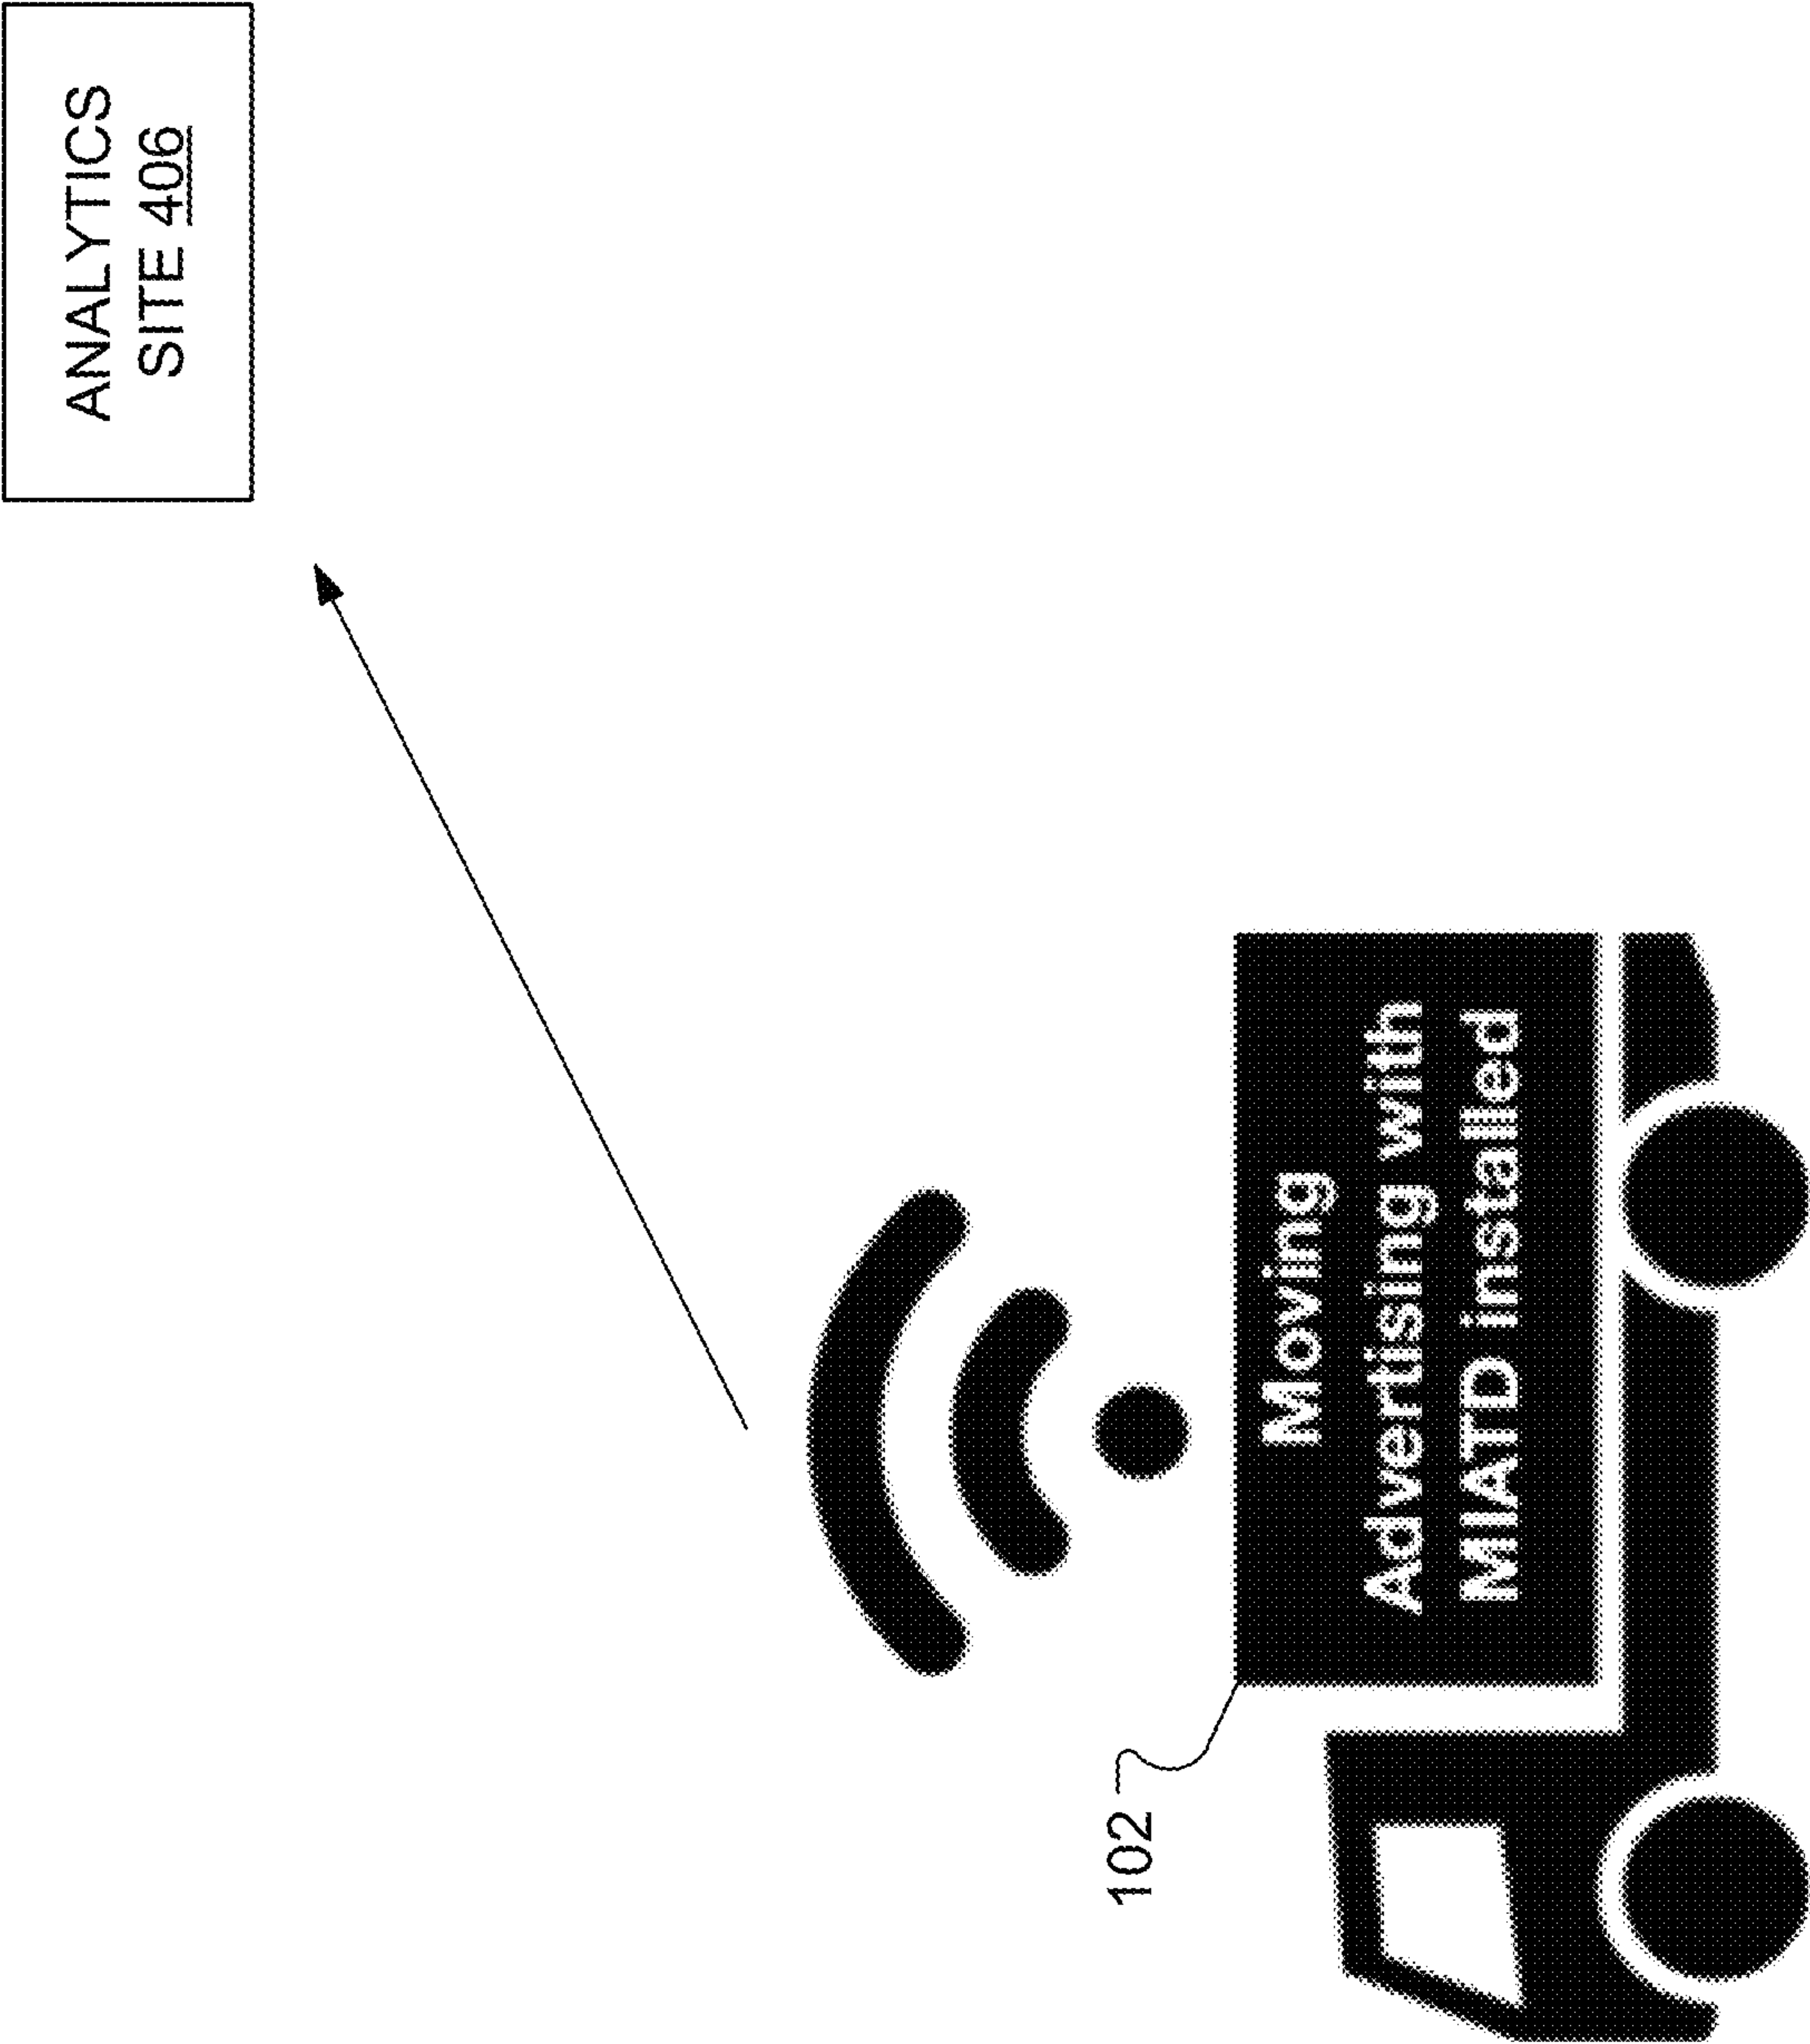 ANALYTICS
SITE 406
102
Moving
Advertising with
MIATD installed